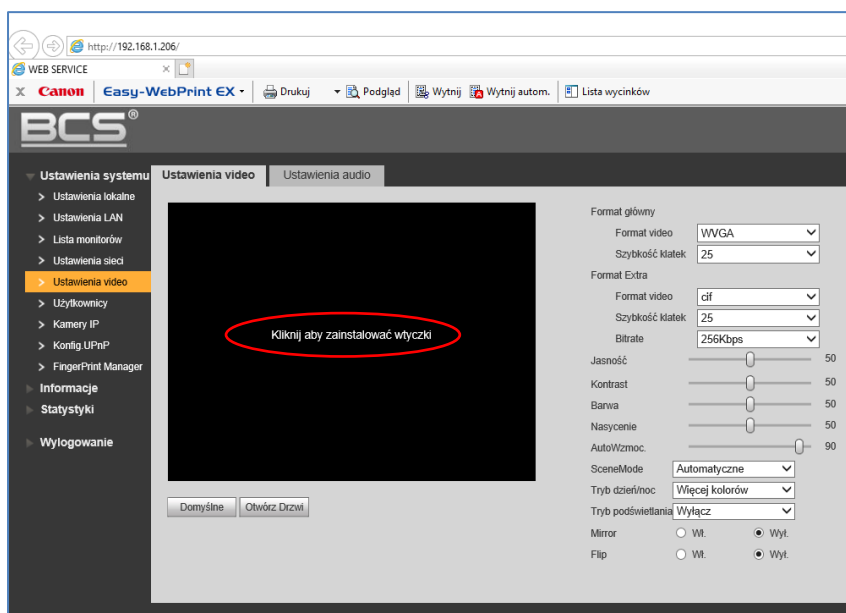 http://192.168.1.206/
WEB SERVICE
X Canon Easy-WebPrint EX Drukuj Podgląd Wytnij Wytnij autom. Lista wycinków
BCS®
Ustawienia systemu
Ustawienia lokalne
Ustawienia LAN
Lista monitorów
Ustawienia sieci
Ustawienia video
Użytkownicy
Kamery IP
Konfig.UPnP
FingerPrint Manager
Informacje
Statystyki
Wylogowanie
Ustawienia video Ustawienia audio
Kliknij aby zainstalować wtyczki
Domyślne Otwórz Drzwi
Format główny
Format video WVGA
Szybkość klatek 25
Format Extra
Format video cif
Szybkość klatek 25
Bitrate 256Kbps
Jasność 50
Kontrast 50
Barwa 50
Nasycenie 50
AutoWzmoc. 90
SceneMode Automatyczne
Tryb dzień/noc Więcej kolorów
Tryb podświetlania Wyłącz
Mirror Wł. Wył.
Flip Wł. Wył.